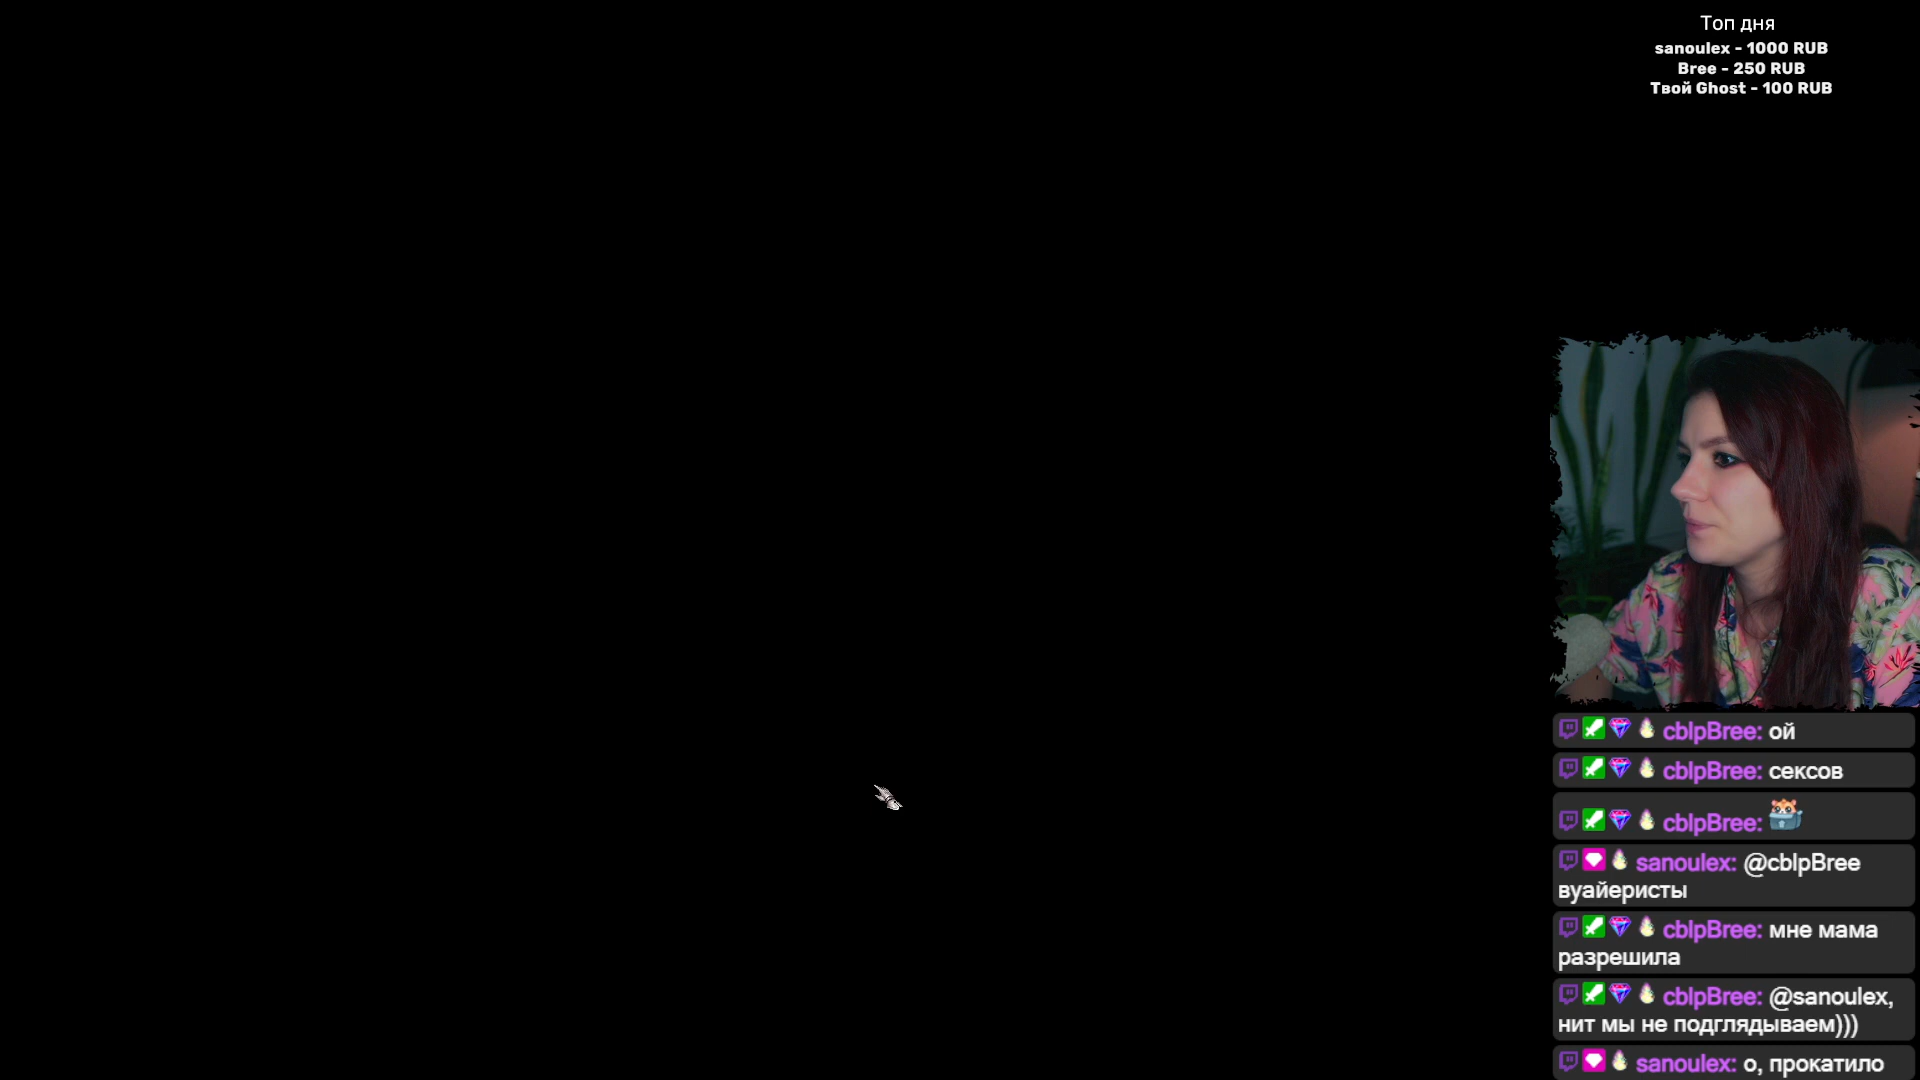 Топ дня
sanoulex - 1000 RUB
Bree - 250 RUB
Твой Ghost - 100 RUB
cblpBree: ой
cblpBree: сексов
cblpBree:
sanoulex: @cblpBree
вуайеристы
cblpBree: мне мама
разрешила
cblpBree: @sanoulex,
нит мы не подглядываем)))
sanoulex: о, прокатило